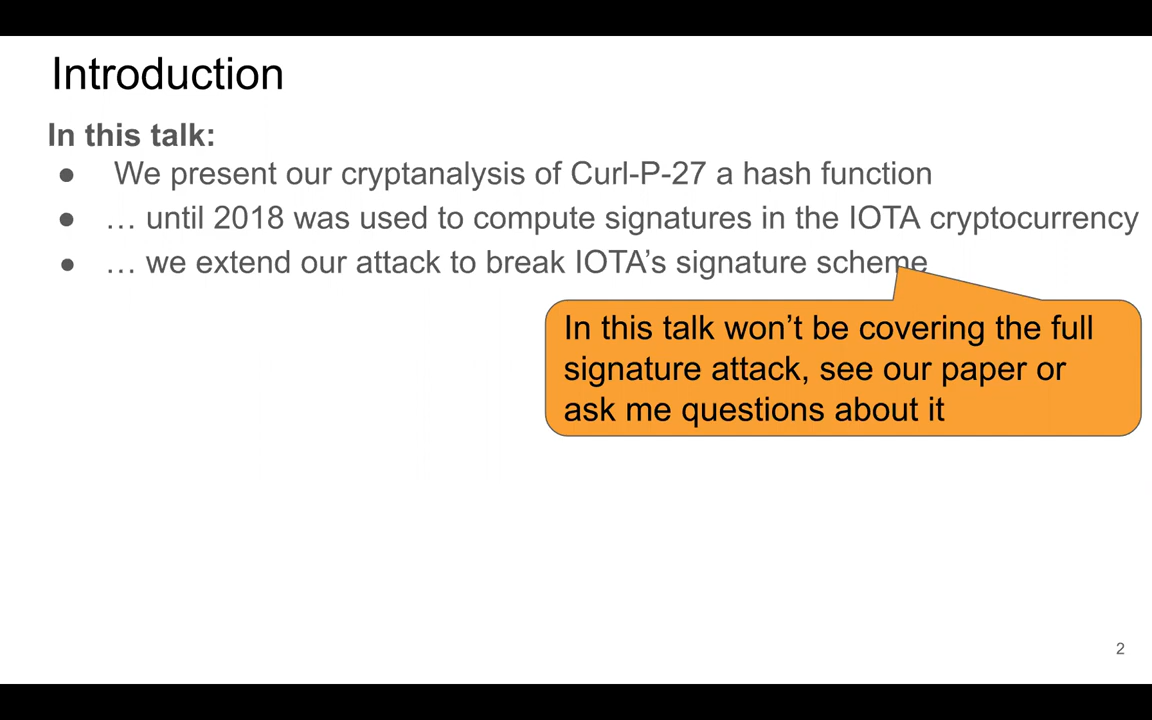 Introduction
In this talk:
● We present our cryptanalysis of Curl-P-27 a hash function
● … until 2018 was used to compute signatures in the IOTA cryptocurrency
● … we extend our attack to break IOTA’s signature scheme
In this talk won’t be covering the full
signature attack, see our paper or
ask me questions about it
2